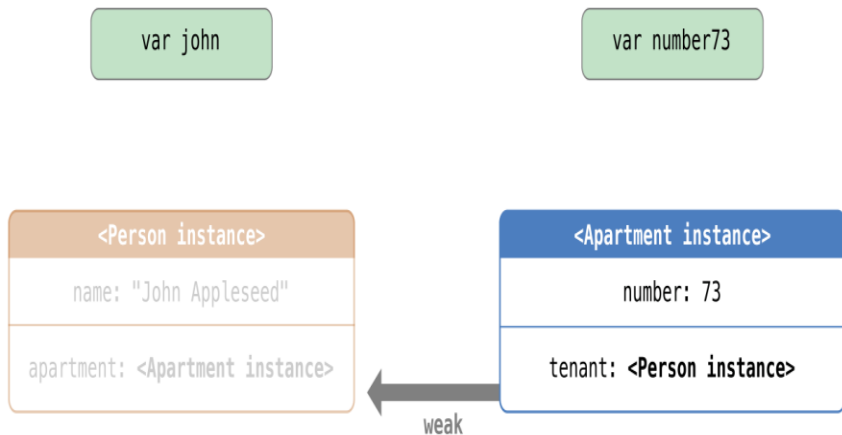 var john
var number73
<Person instance>
name: "John Appleseed"
apartment: <Apartment instance>
<Apartment instance>
number: 73
tenant: <Person instance>
weak